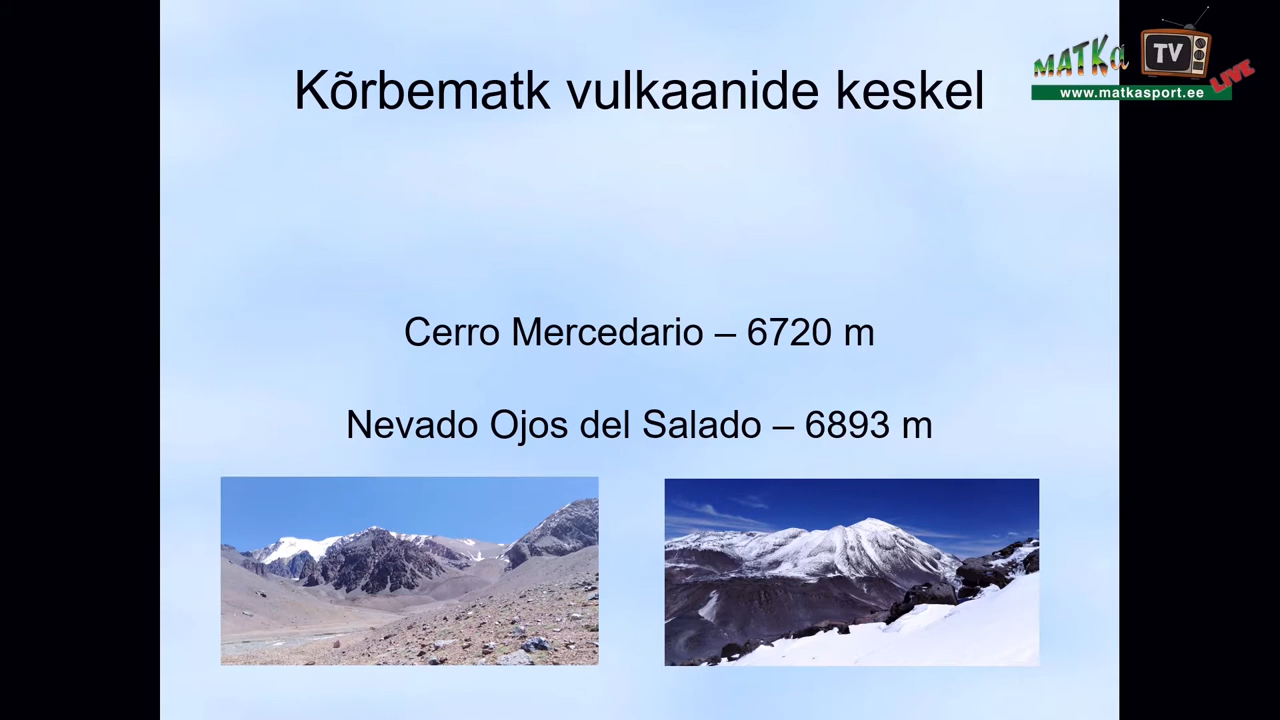 Kõrbematk vulkaanide keskel
MATKa TV LIVE
www.matkasport.ee
Cerro Mercedario – 6720 m
Nevado Ojos del Salado – 6893 m